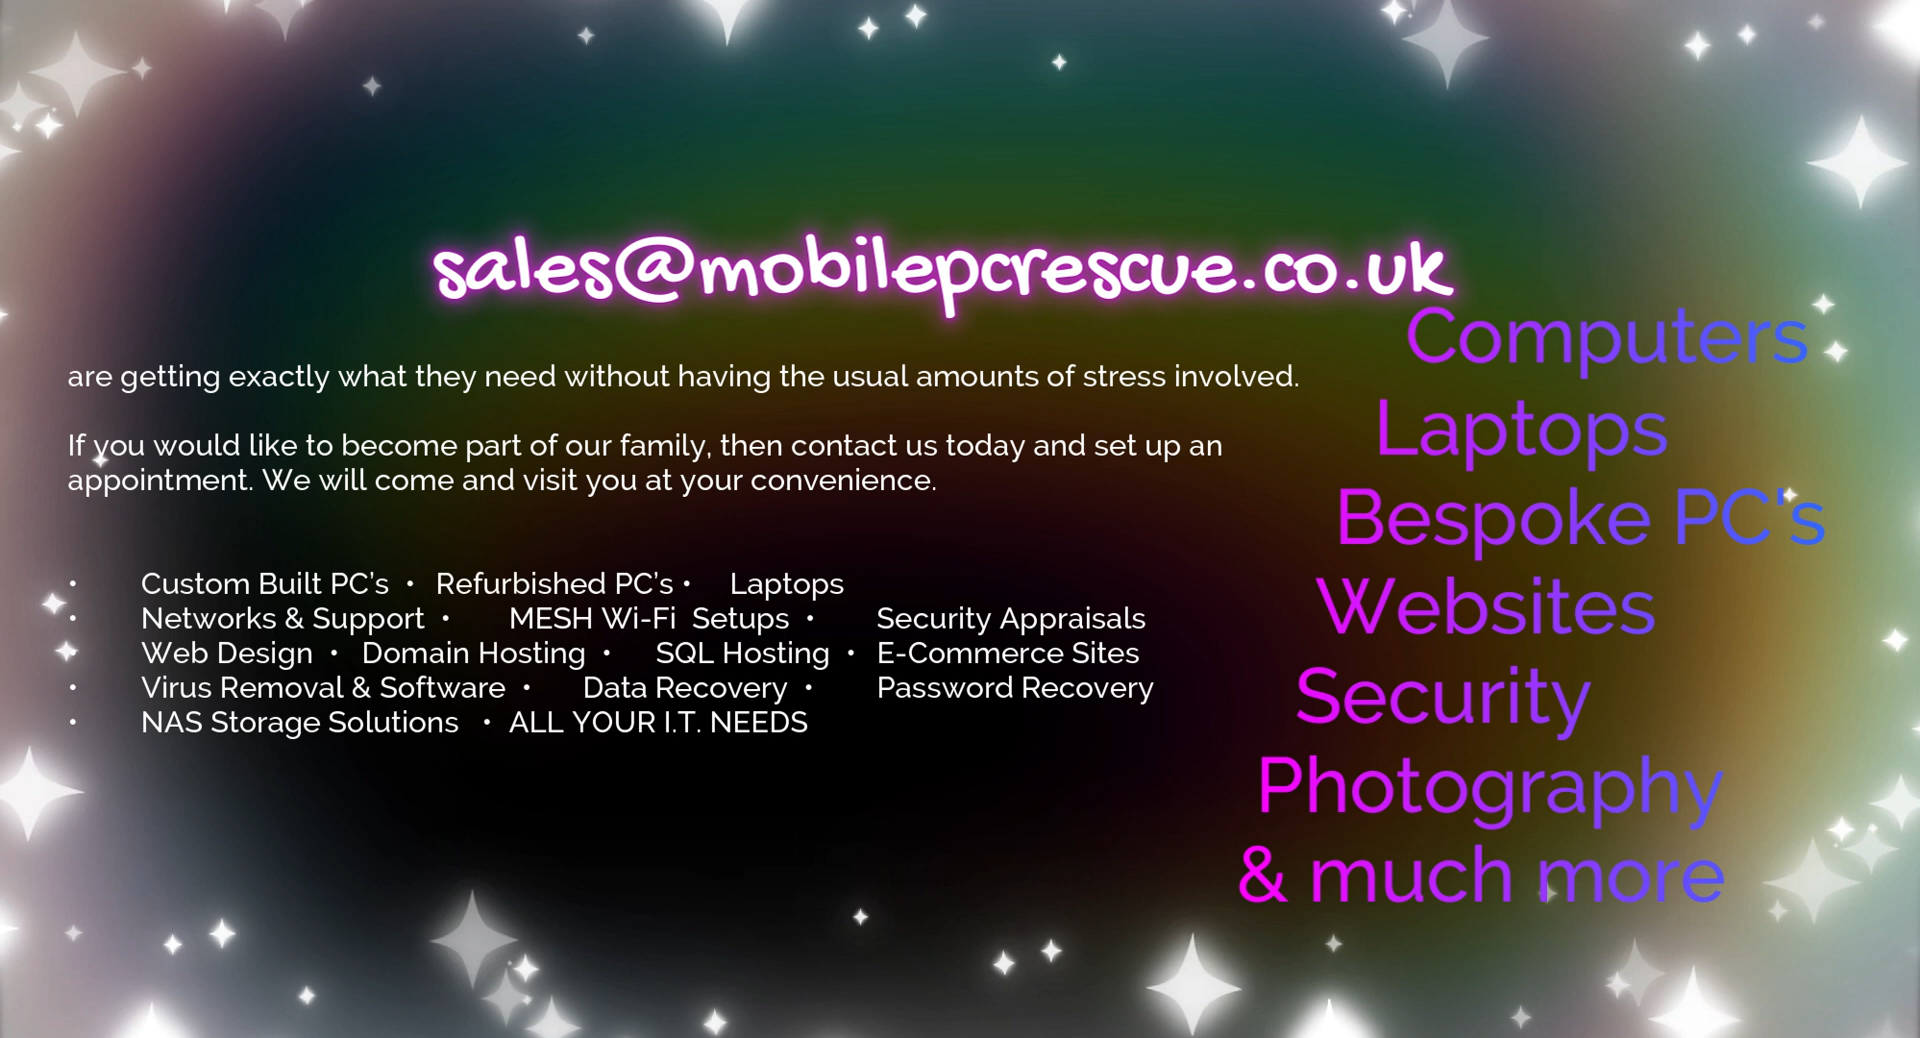 sales@mobilepcrescue.co.uk
are getting exactly what they need without having the usual amounts of stress involved.
If you would like to become part of our family, then contact us today and set up an
appointment. We will come and visit you at your convenience.
• Custom Built PC’s • Refurbished PC’s • Laptops
• Networks & Support • MESH Wi-Fi Setups • Security Appraisals
• Web Design • Domain Hosting • SQL Hosting • E-Commerce Sites
• Virus Removal & Software • Data Recovery • Password Recovery
• NAS Storage Solutions • ALL YOUR I.T. NEEDS
Computers
Laptops
Bespoke PC's
Websites
Security
Photography
& much more